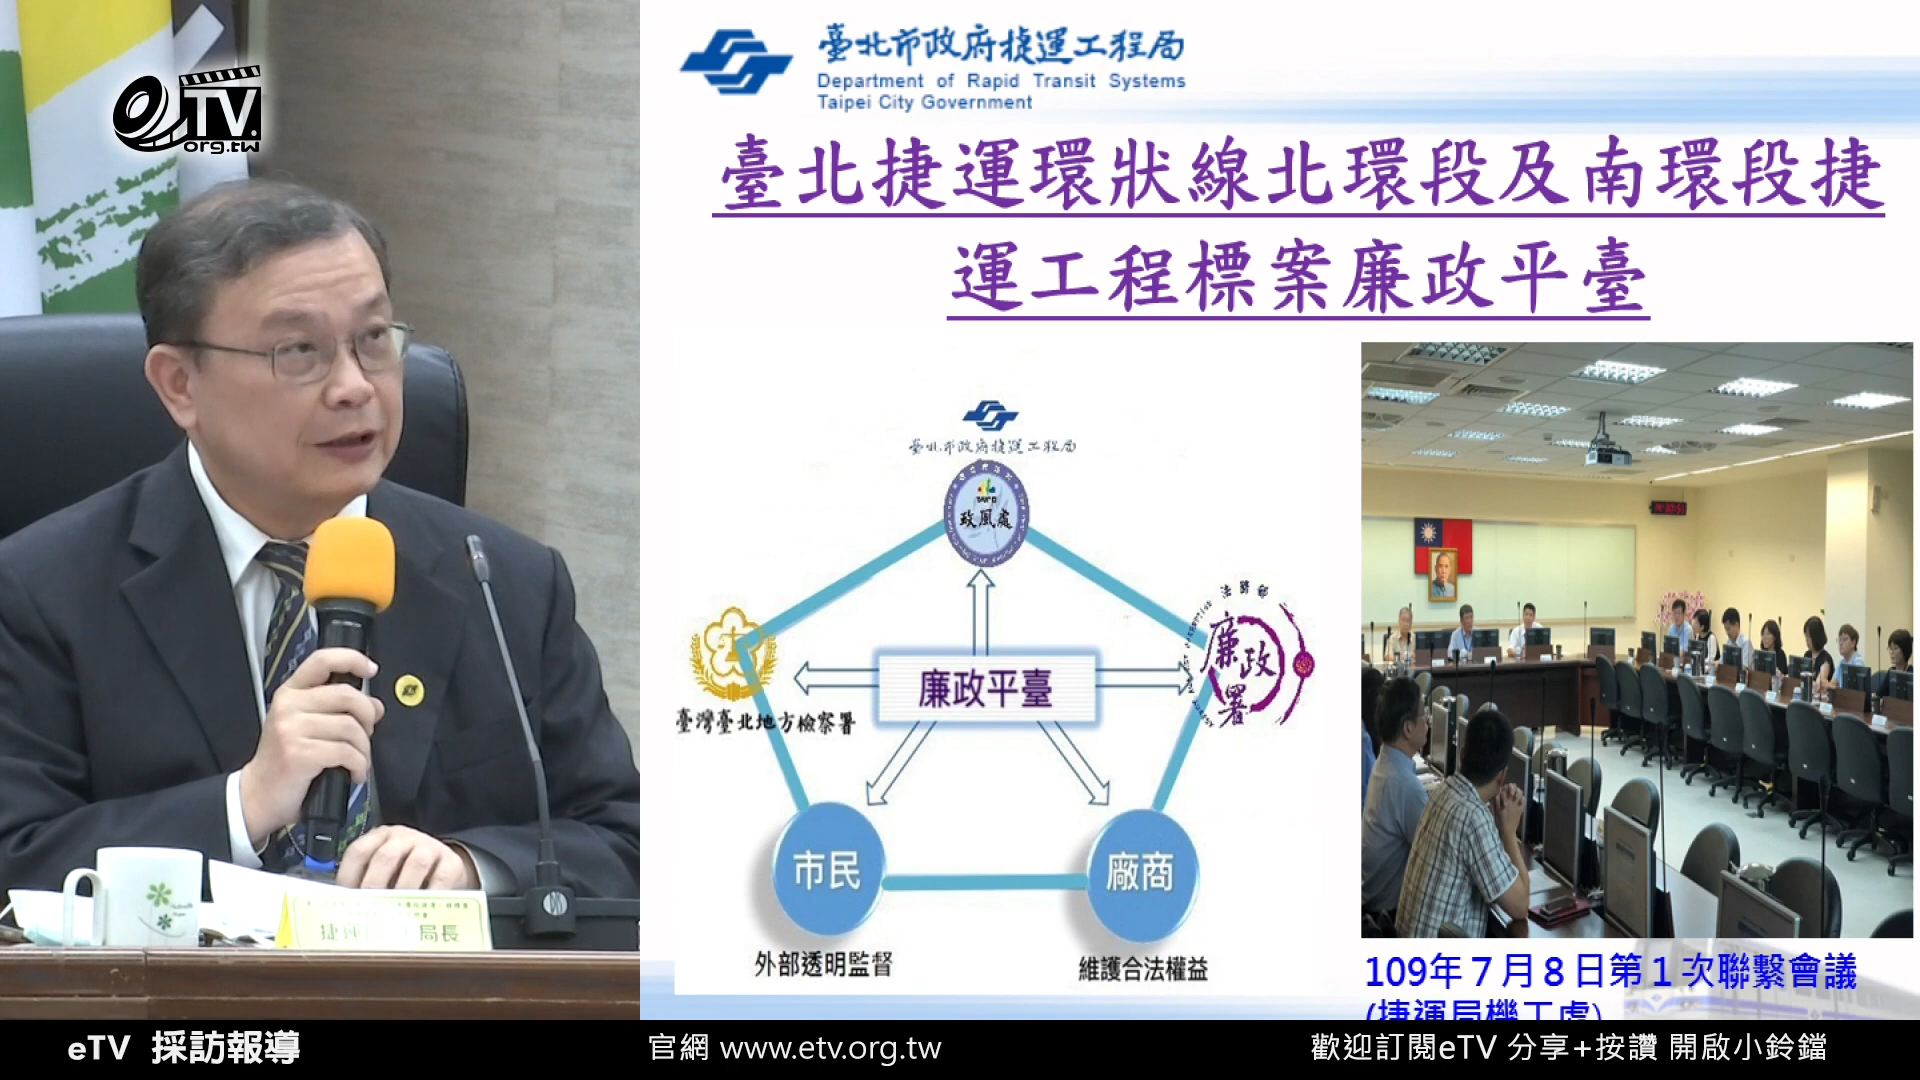 eTV.
org.tw
臺北市政府捷運工程局
Department of Rapid Transit Systems
Taipei City Government
臺北捷運環狀線北環段及南環段捷
運工程標案廉政平臺
臺北市政府捷運工程局
政風處
法務部
廉政署
廉政平臺
臺灣臺北地方檢察署
市民
廠商
外部透明監督
維護合法權益
109年7月8日第1次聯繫會議
(捷運局機工處)
局長
eTV 採訪報導
官網 www.etv.org.tw
歡迎訂閱eTV 分享+按讚 開啟小鈴鐺